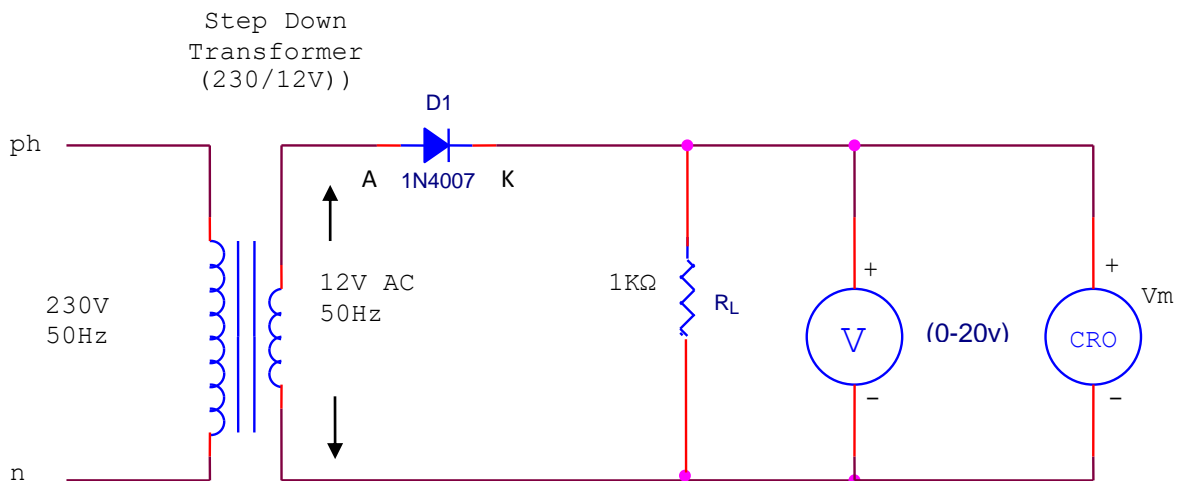 Step Down
Transformer
(230/12V))
D1
ph
A
1N4007
K
12V AC
50Hz
1KΩ
RL
+
V
−
(0-20v)
+
Vm
CRO
−
230V
50Hz
n